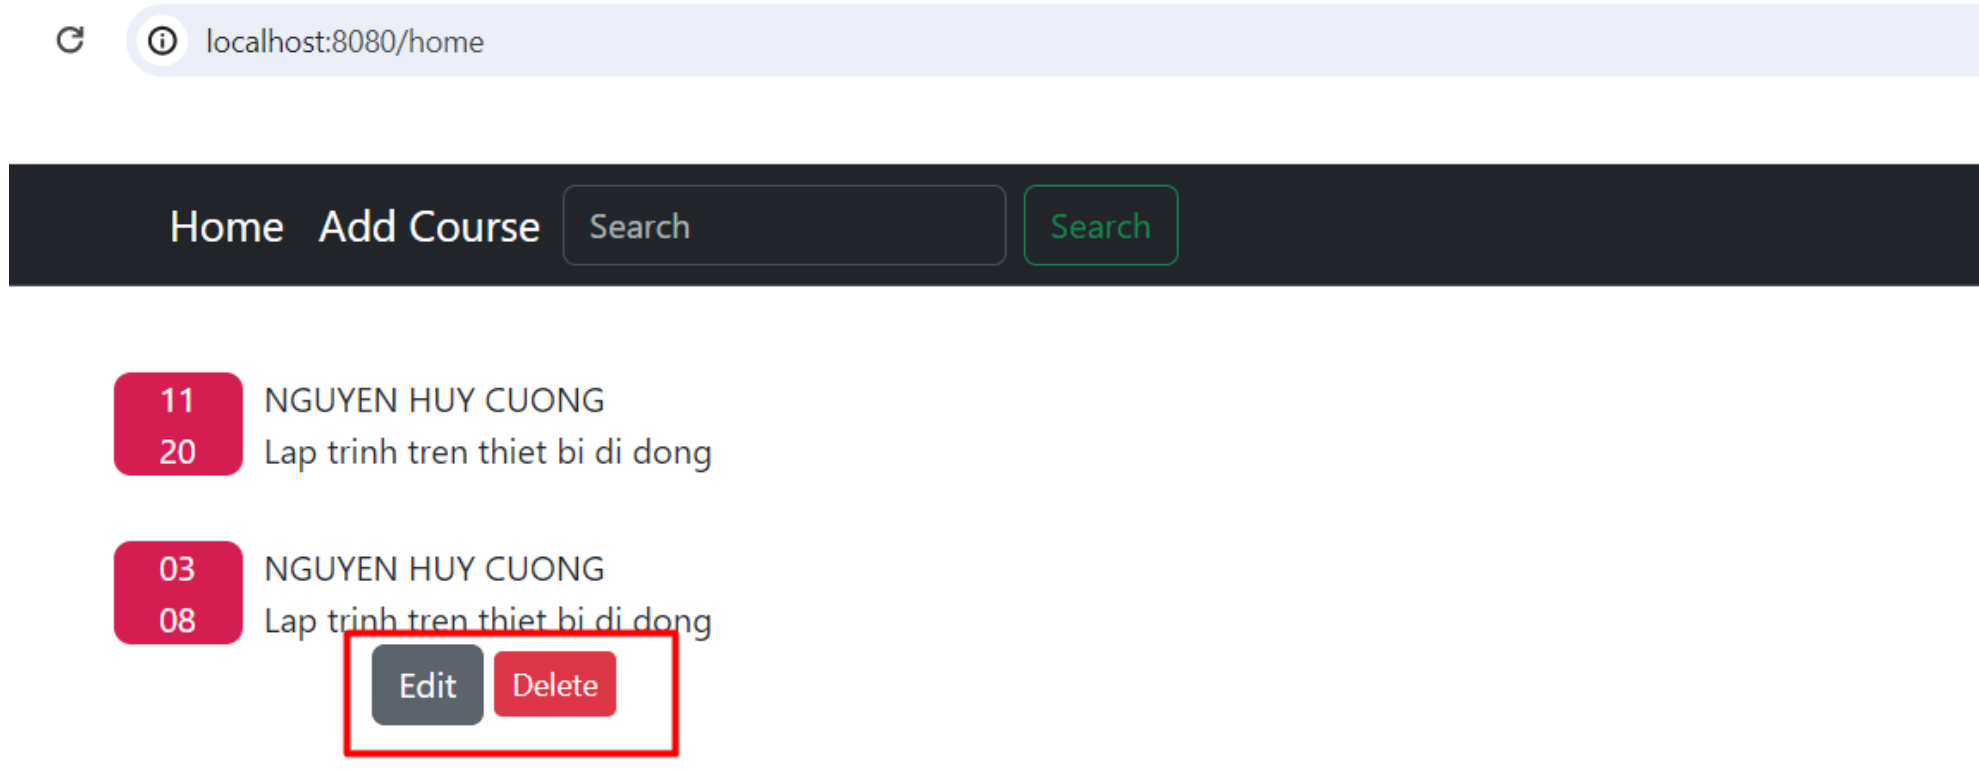 localhost:8080/home
Home Add Course Search Search
11 NGUYEN HUY CUONG
20 Lap trinh tren thiet bi di dong
03 NGUYEN HUY CUONG
08 Lap trinh tren thiet bi di dong
Edit Delete